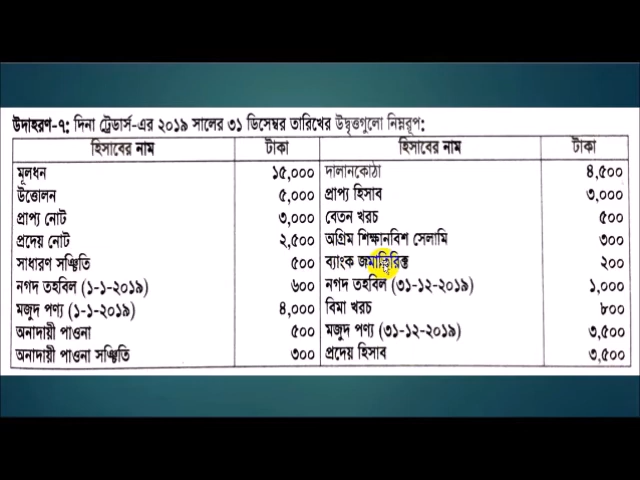 উদাহরণ-৭: দিনা ট্রেডার্স-এর ২০১৯ সালের ৩১ ডিসেম্বর তারিখের উদ্বৃত্তগুলো নিম্নরূপ:
হিসাবের নাম টাকা হিসাবের নাম টাকা
মূলধন ১৫,০০০ দালানকোঠা ৪,৫০০
উত্তোলন ৫,০০০ প্রাপ্য হিসাব ৩,০০০
প্রাপ্য নোট ৩,০০০ বেতন খরচ ৫০০
প্রদেয় নোট ২,৫০০ অগ্রিম শিক্ষানবিশ সেলামি ৩০০
সাধারণ সঞ্চিতি ৫০০ ব্যাংক জমাতিরিক্ত ২০০
নগদ তহবিল (১-১-২০১৯) ৬০০ নগদ তহবিল (৩১-১২-২০১৯) ১,০০০
মজুদ পণ্য (১-১-২০১৯) ৪,০০০ বিমা খরচ ৮০০
অনাদায়ী পাওনা ৫০০ মজুদ পণ্য (৩১-১২-২০১৯) ৩,৫০০
অনাদায়ী পাওনা সঞ্চিতি ৩০০ প্রদেয় হিসাব ৩,৫০০